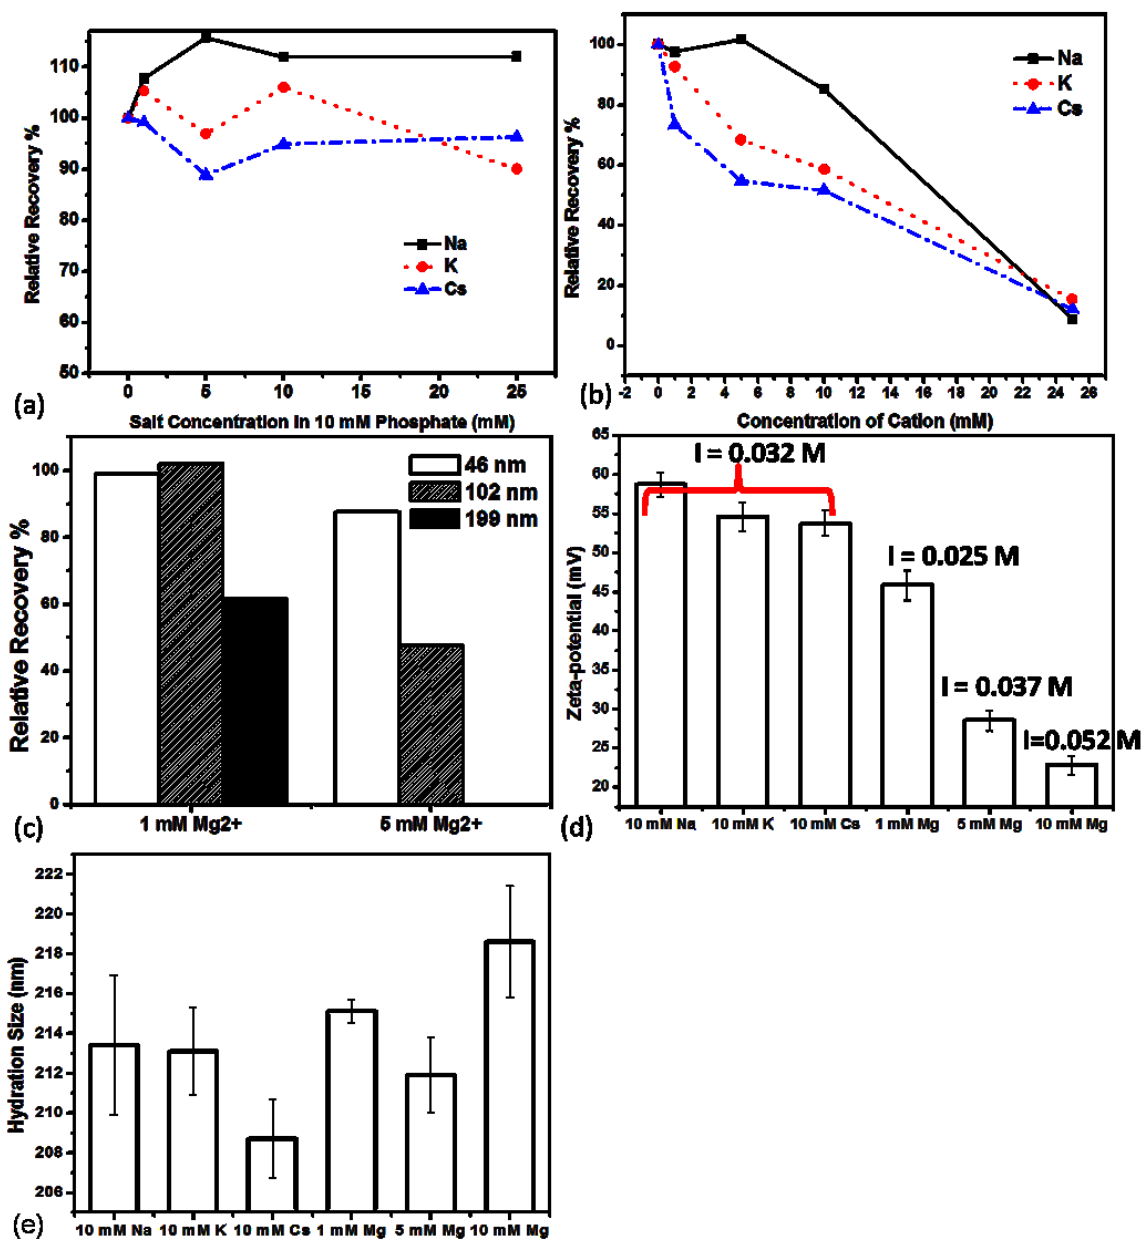 110
100
90
80
70
60
50
0
5
10
15
20
25
Relative Recovery %
Na
K
Cs
(a)
Salt Concentration in 10 mM Phosphate (mM)
100
80
60
40
20
0
-2
0
2
4
6
8
10
12
14
16
18
20
22
24
26
Relative Recovery %
Na
K
Cs
(b)
Concentration of Cation (mM)
100
80
60
40
20
0
Relative Recovery %
46 nm
102 nm
199 nm
1 mM Mg2+
5 mM Mg2+
(c)
65
60
55
50
45
40
35
30
25
20
Zeta-potential (mV)
I = 0.032 M
I = 0.025 M
I = 0.037 M
I=0.052 M
10 mM Na
10 mM K
10 mM Cs
1 mM Mg
5 mM Mg
10 mM Mg
(d)
222
220
218
216
214
212
210
208
206
Hydration Size (nm)
10 mM Na
10 mM K
10 mM Cs
1 mM Mg
5 mM Mg
10 mM Mg
(e)